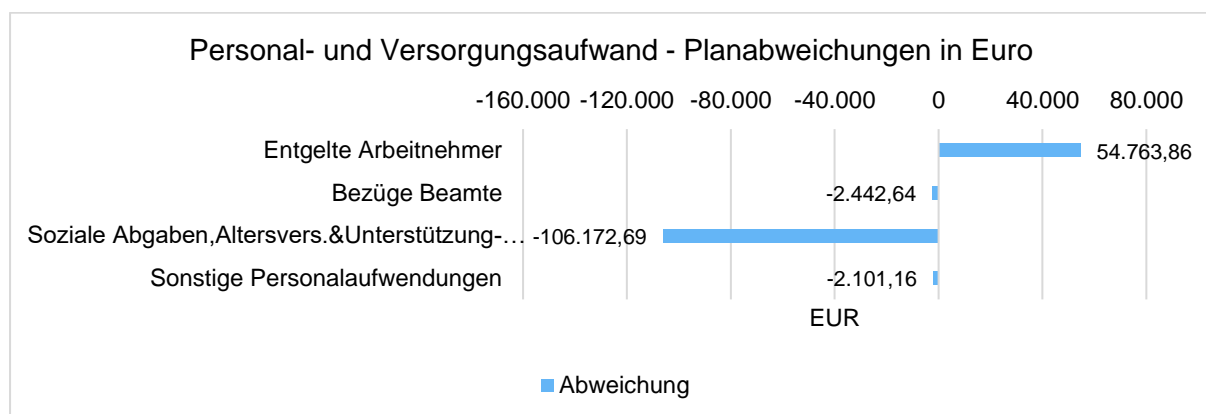 Personal- und Versorgungsaufwand - Planabweichungen in Euro
-160.000 -120.000 -80.000 -40.000 0 40.000 80.000
Entgelte Arbeitnehmer 54.763,86
Bezüge Beamte -2.442,64
Soziale Abgaben,Altersvers.&Unterstützung-… -106.172,69
Sonstige Personalaufwendungen -2.101,16
EUR
Abweichung